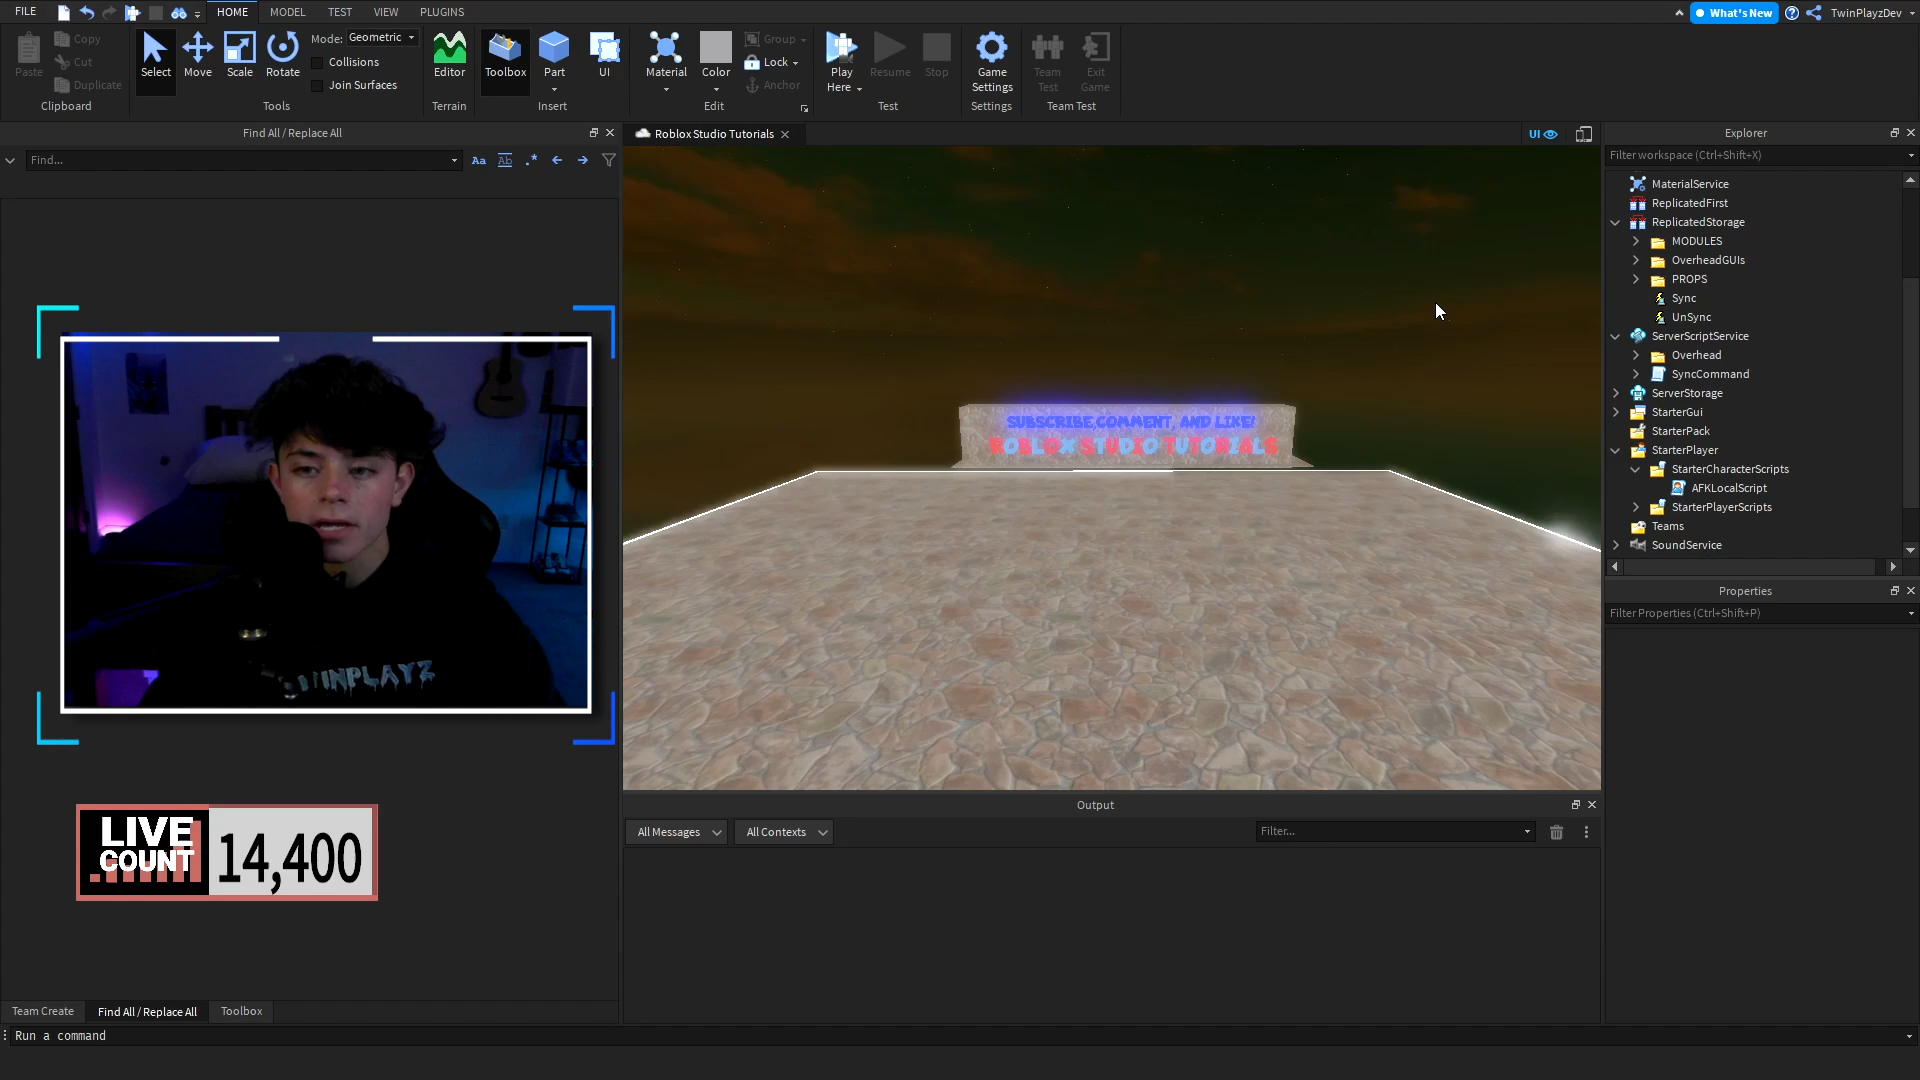 FILE
HOME
MODEL
TEST
VIEW
PLUGINS
What's New
TwinPlayzDev
Paste
Copy
Cut
Duplicate
Clipboard
Select
Move
Scale
Rotate
Mode: Geometric
Collisions
Join Surfaces
Tools
Editor
Terrain
Toolbox
Part
UI
Insert
Material
Color
Group
Lock
Anchor
Edit
Play
Here
Resume
Stop
Test
Game
Settings
Settings
Team
Test
Exit
Game
Team Test
Find All / Replace All
Find...
Aa
Ab
.*
Roblox Studio Tutorials
UI
SUBSCRIBE,COMMENT, AND LIKE!
ROBLOX STUDIO TUTORIALS
Explorer
Filter workspace (Ctrl+Shift+X)
MaterialService
ReplicatedFirst
ReplicatedStorage
MODULES
OverheadGUIs
PROPS
Sync
UnSync
ServerScriptService
Overhead
SyncCommand
ServerStorage
StarterGui
StarterPack
StarterPlayer
StarterCharacterScripts
AFKLocalScript
StarterPlayerScripts
Teams
SoundService
Properties
Filter Properties (Ctrl+Shift+P)
LIVE
COUNT
14,400
Output
All Messages
All Contexts
Filter...
Team Create
Find All / Replace All
Toolbox
Run a command